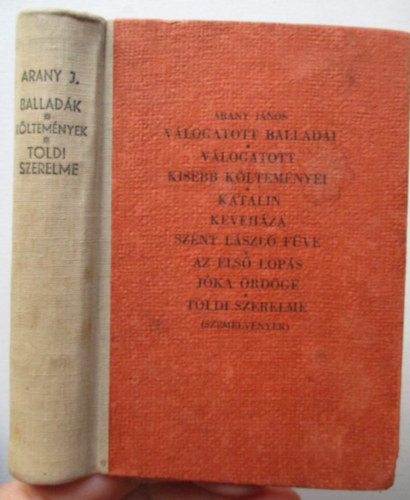 ARANY J.
BALLADÁK
KÖLTEMÉNYEK
TOLDI
SZERELME
ARANY JÁNOS
VÁLOGATOTT BALLADÁI
VÁLOGATOTT
KISEBB KÖLTEMÉNYEI
KATALIN
KEVEHÁZA
SZENT LÁSZLÓ FÜVE
AZ ELSŐ LOPÁS
JÓKA ÖRDÖGE
TOLDI SZERELME
(SZEMELVÉNYEK)